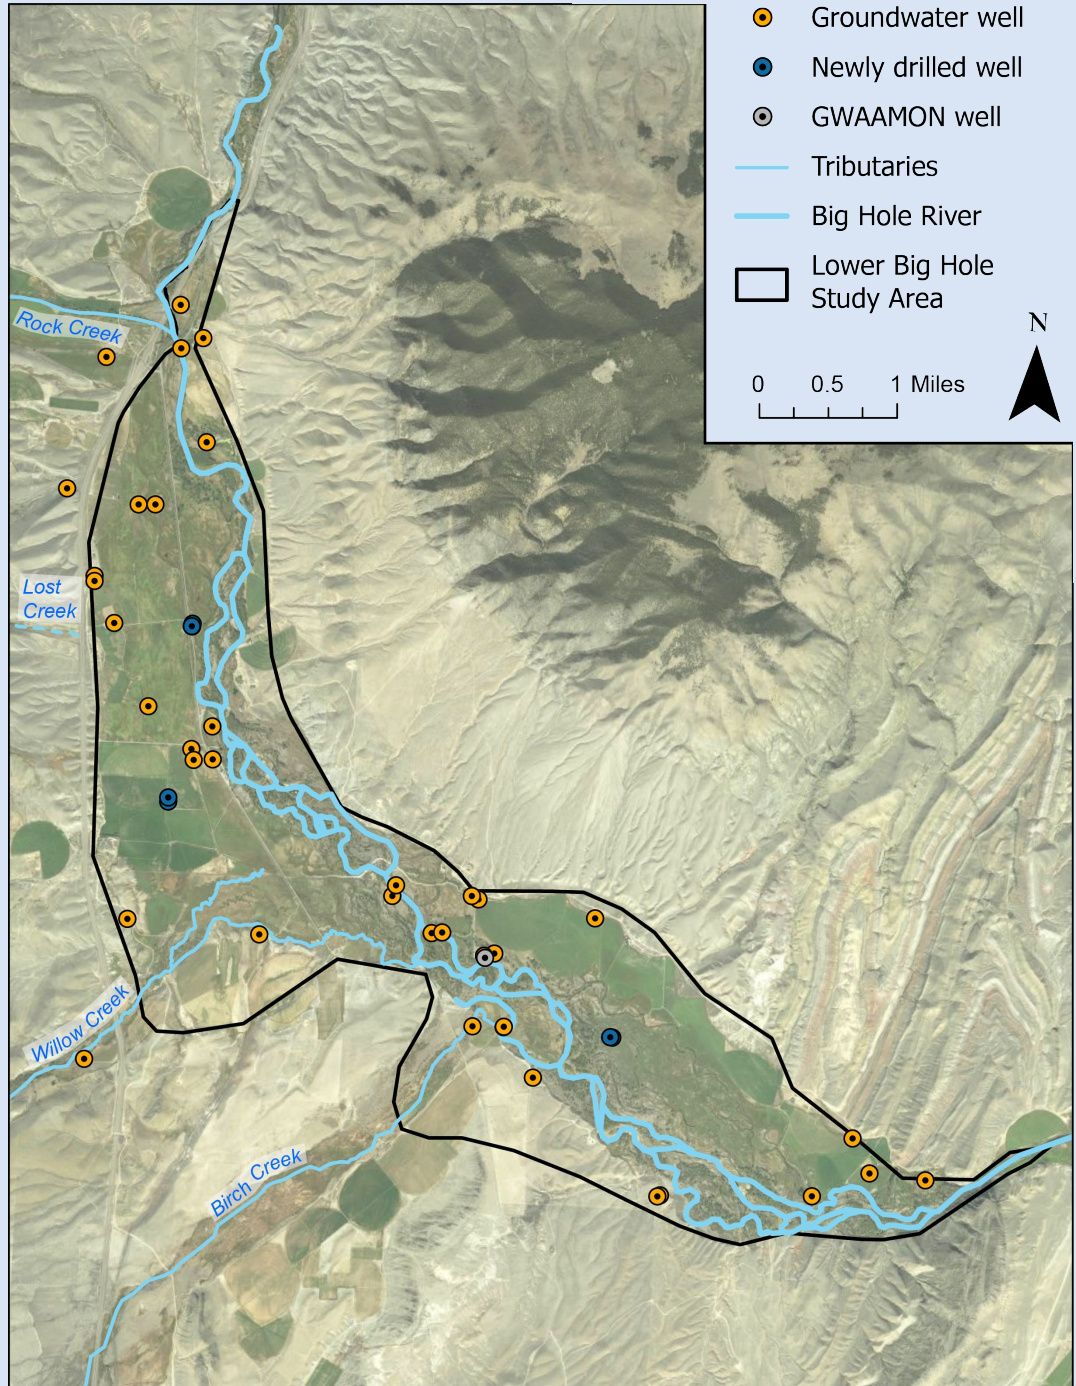 Groundwater well
Newly drilled well
GWAAMON well
Tributaries
Big Hole River
Lower Big Hole
Study Area
N
0 0.5 1 Miles
Rock Creek
Lost
Creek
Willow Creek
Birch Creek